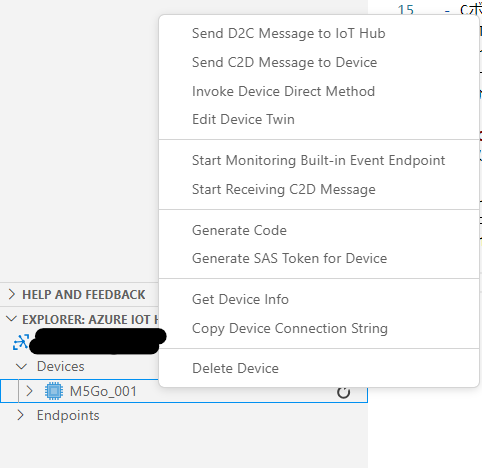 Send D2C Message to IoT Hub
Send C2D Message to Device
Invoke Device Direct Method
Edit Device Twin
Start Monitoring Built-in Event Endpoint
Start Receiving C2D Message
Generate Code
Generate SAS Token for Device
Get Device Info
Copy Device Connection String
Delete Device
15 - Cボ
HELP AND FEEDBACK
EXPLORER: AZURE IOT
Devices
M5Go_001
Endpoints